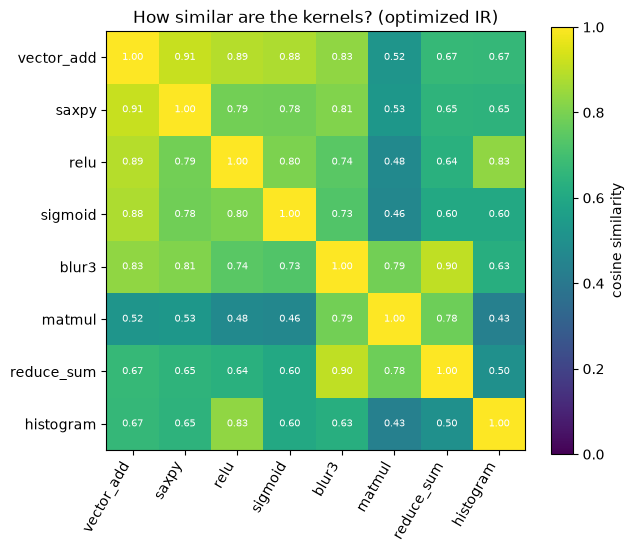 How similar are the kernels? (optimized IR)
vector_add 1.00 0.91 0.89 0.88 0.83 0.52 0.67 0.67
saxpy 0.91 1.00 0.79 0.78 0.81 0.53 0.65 0.65
relu 0.89 0.79 1.00 0.80 0.74 0.48 0.64 0.83
sigmoid 0.88 0.78 0.80 1.00 0.73 0.46 0.60 0.60
blur3 0.83 0.81 0.74 0.73 1.00 0.79 0.90 0.63
matmul 0.52 0.53 0.48 0.46 0.79 1.00 0.78 0.43
reduce_sum 0.67 0.65 0.64 0.60 0.90 0.78 1.00 0.50
histogram 0.67 0.65 0.83 0.60 0.63 0.43 0.50 1.00
vector_add
saxpy
relu
sigmoid
blur3
matmul
reduce_sum
histogram
1.0
0.8
0.6
0.4
0.2
0.0
cosine similarity